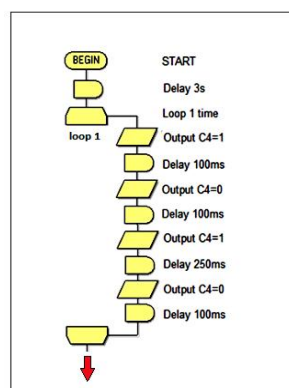 BEGIN START
Delay 3s
Loop 1 time
loop 1
Output C4=1
Delay 100ms
Output C4=0
Delay 100ms
Output C4=1
Delay 250ms
Output C4=0
Delay 100ms